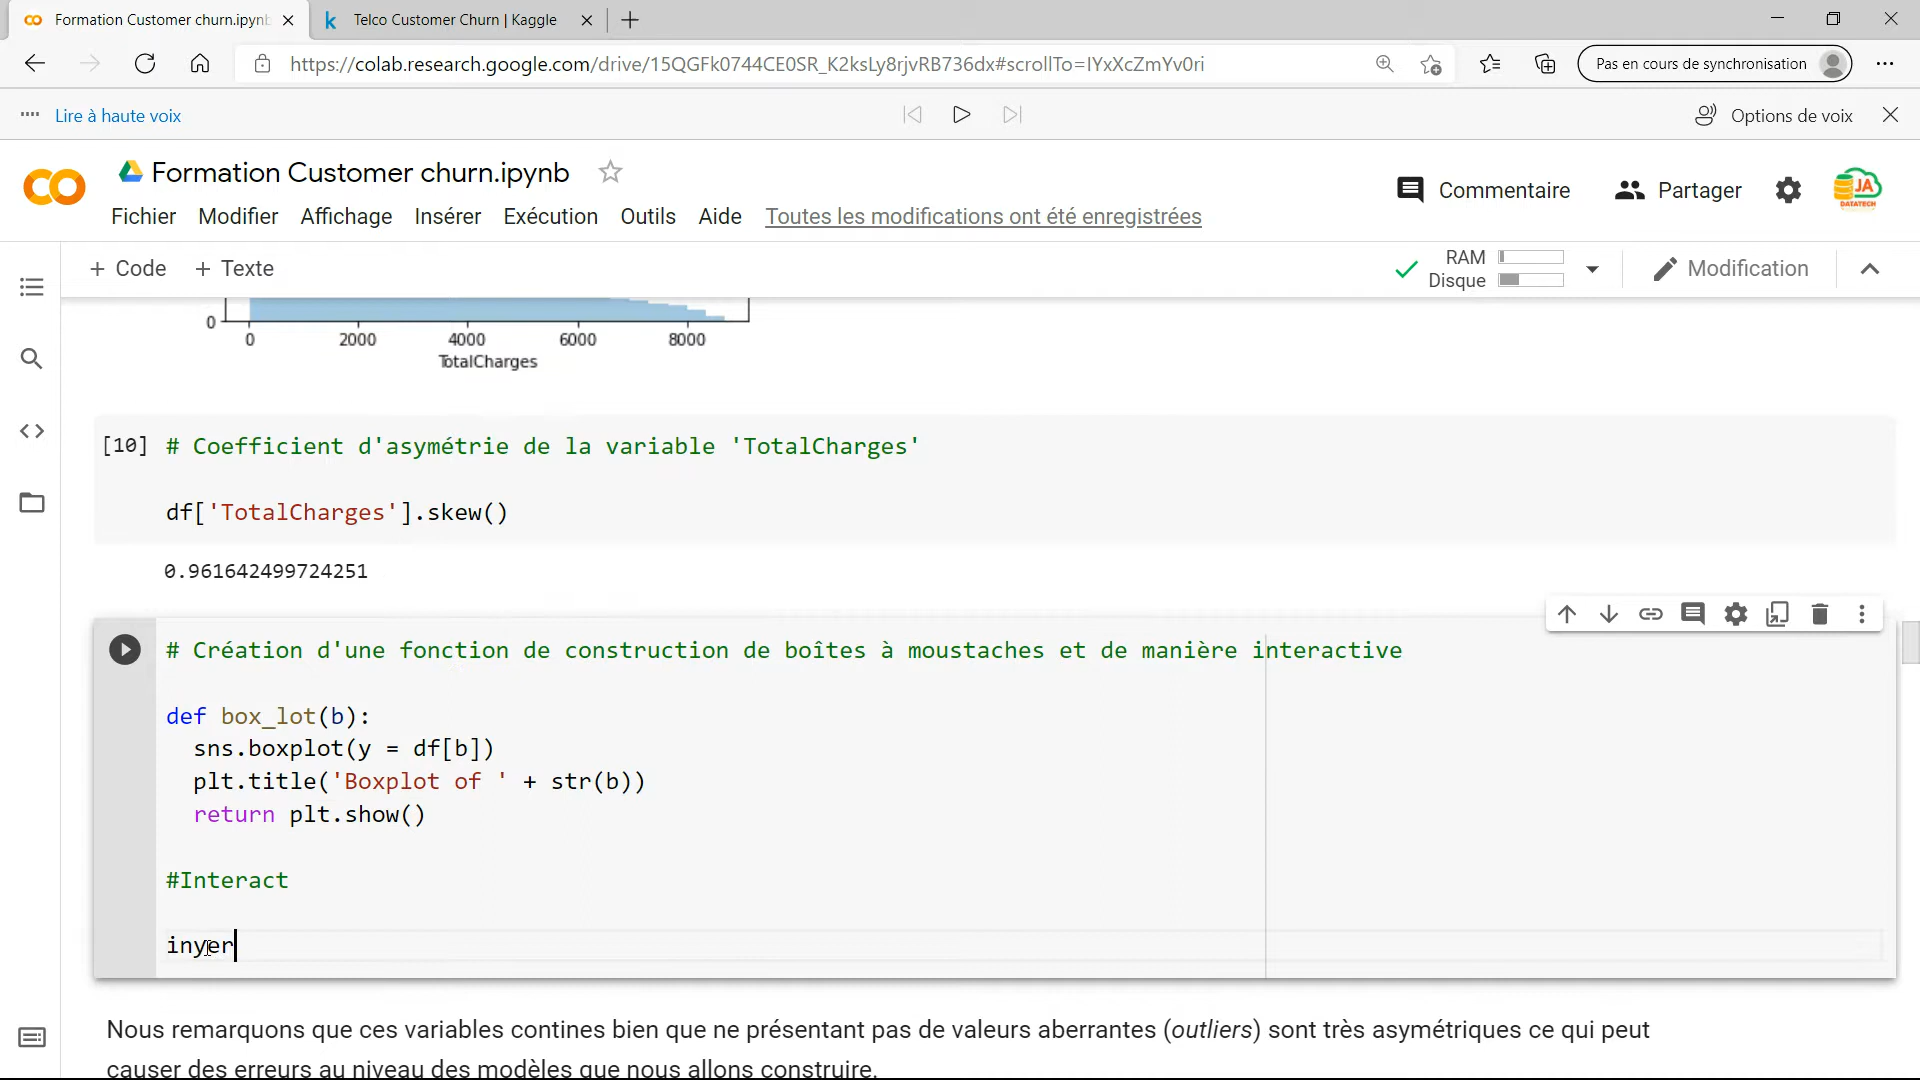 Formation Customer churn.ipynb
Telco Customer Churn | Kaggle
https://colab.research.google.com/drive/15QGFk0744CE0SR_K2ksLy8rjvRB736dx#scrollTo=IYxXcZmYv0ri
Pas en cours de synchronisation
Lire à haute voix
Options de voix
Formation Customer churn.ipynb
Commentaire
Partager
JA
DATATECH
Fichier Modifier Affichage Insérer Exécution Outils Aide Toutes les modifications ont été enregistrées
+ Code + Texte
RAM
Disque
Modification
0
0 2000 4000 6000 8000
TotalCharges
[10] # Coefficient d'asymétrie de la variable 'TotalCharges'
df['TotalCharges'].skew()
0.961642499724251
# Création d'une fonction de construction de boîtes à moustaches et de manière interactive
def box_lot(b):
sns.boxplot(y = df[b])
plt.title('Boxplot of ' + str(b))
return plt.show()
#Interact
inyer
Nous remarquons que ces variables contines bien que ne présentant pas de valeurs aberrantes (outliers) sont très asymétriques ce qui peut
causer des erreurs au niveau des modèles que nous allons construire.